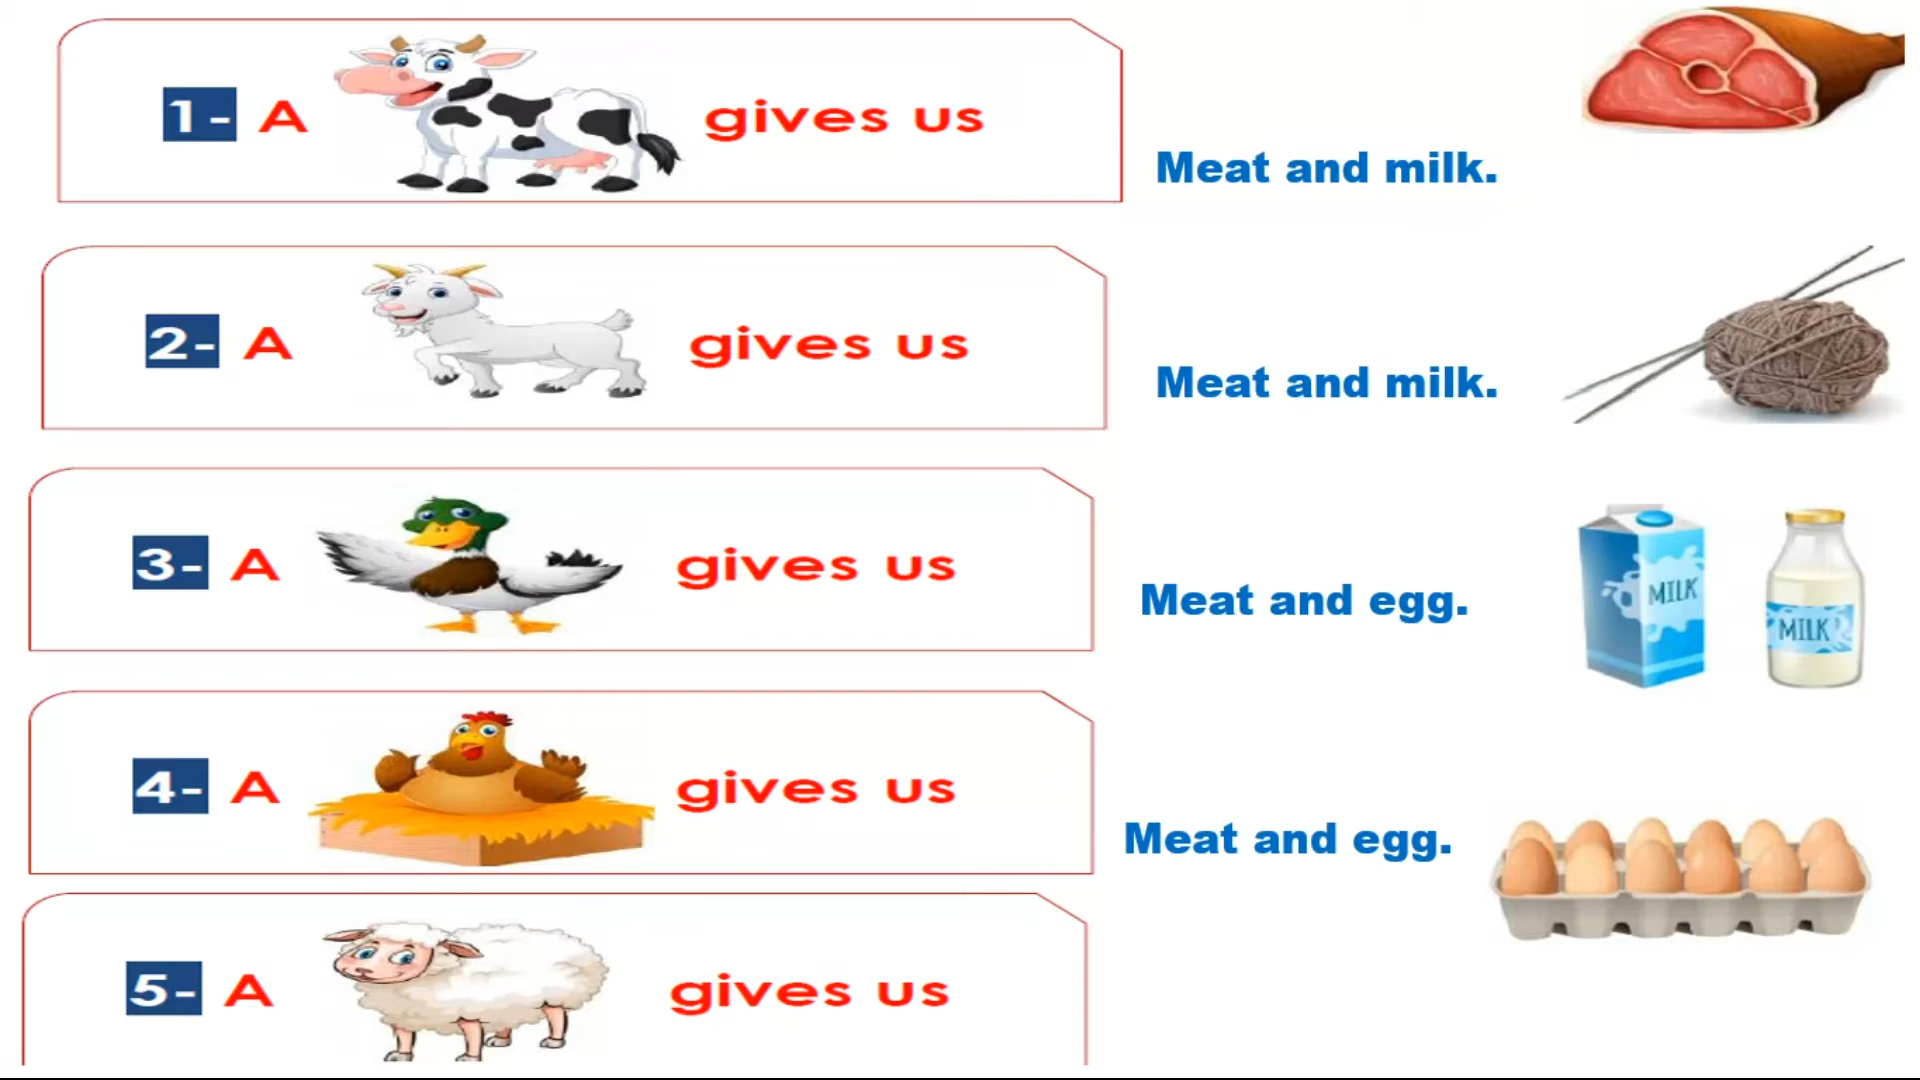 1- A gives us
Meat and milk.
2- A gives us
Meat and milk.
3- A gives us
Meat and egg.
MILK
MILK
4- A gives us
Meat and egg.
5- A gives us